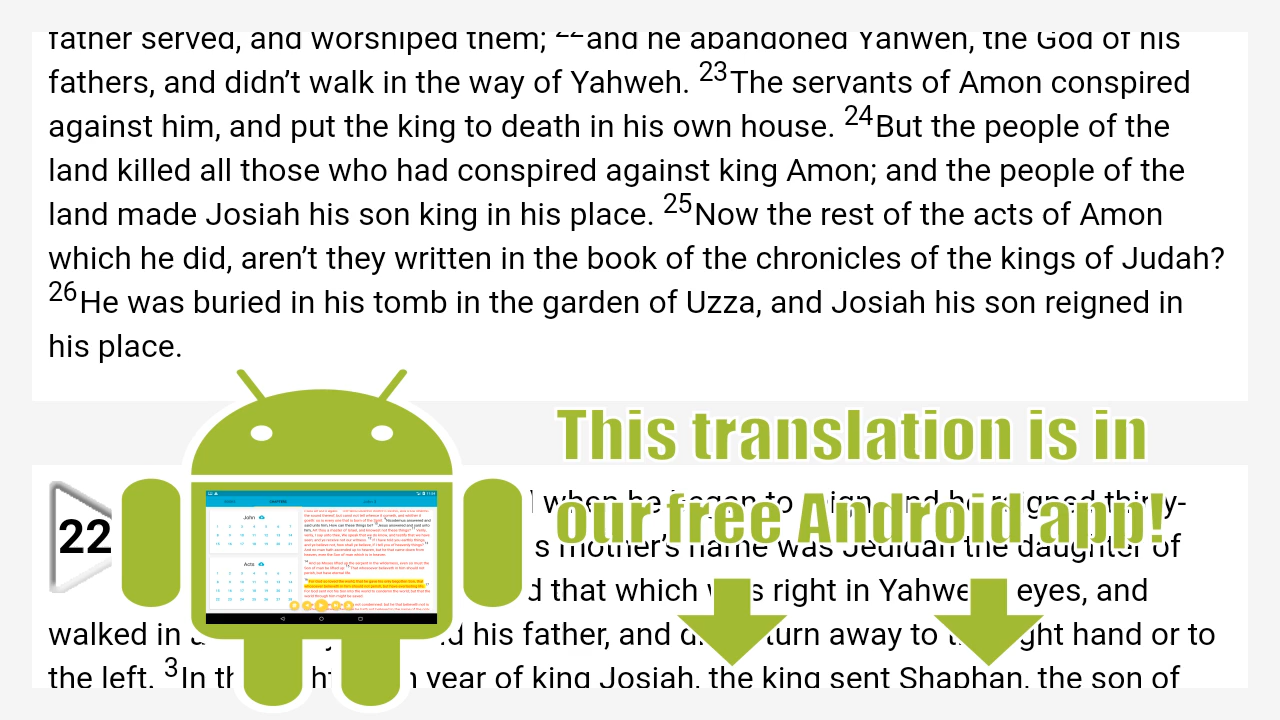 father served, and worshiped them; 22and he abandoned Yahweh, the God of his
fathers, and didn’t walk in the way of Yahweh. 23The servants of Amon conspired
against him, and put the king to death in his own house. 24But the people of the
land killed all those who had conspired against king Amon; and the people of the
land made Josiah his son king in his place. 25Now the rest of the acts of Amon
which he did, aren’t they written in the book of the chronicles of the kings of Judah?
26He was buried in his tomb in the garden of Uzza, and Josiah his son reigned in
his place.
This translation is in
our free Android app!
22
when he began to reign, and he reigned thirty-
mother’s name was Jedidah the daughter of
that which was right in Yahwe eyes, and
walked in his father, and turn away to hand or to
the left. 3In year of king Josiah, the king sent Shaphan, the son of
John
Acts